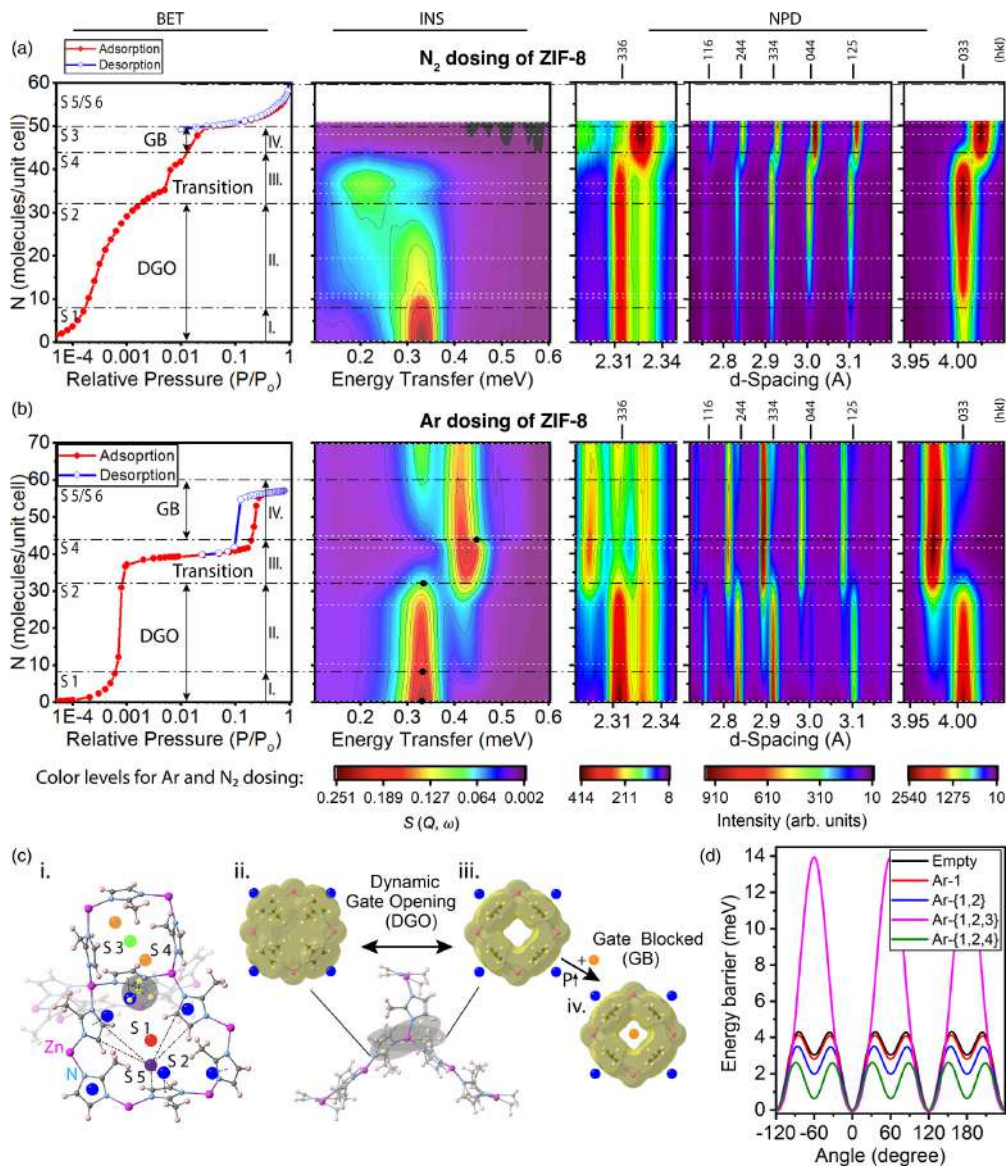 BET INS NPD
(a) N₂ dosing of ZIF-8
Adsorption
Desorption
336 116 244 334 044 125 033 (hkl)
N (molecules/unit cell)
60
50
40
30
20
10
0
S 5/S 6
S 3
S 4
S 2
S 1
GB
Transition
DGO
IV.
III.
II.
I.
1E-4 0.001 0.01 0.1 1
Relative Pressure (P/Pₒ)
0.2 0.3 0.4 0.5 0.6
Energy Transfer (meV)
2.31 2.34 2.8 2.9 3.0 3.1 3.95 4.00
d-Spacing (A)
(b) Ar dosing of ZIF-8
Adsoprtion
Desorption
336 116 244 334 044 125 033 (hkl)
N (molecules/unit cell)
70
60
50
40
30
20
10
0
S 5/S 6
S 4
S 2
S 1
GB
Transition
DGO
IV.
III.
II.
I.
1E-4 0.001 0.01 0.1 1
Relative Pressure (P/Pₒ)
0.2 0.3 0.4 0.5 0.6
Energy Transfer (meV)
2.31 2.34 2.8 2.9 3.0 3.1 3.95 4.00
d-Spacing (A)
Color levels for Ar and N₂ dosing:
0.251 0.189 0.127 0.064 0.002
S (Q, ω)
414 211 8 910 610 310 10 2540 1275 10
Intensity (arb. units)
(c) i. ii. iii. iv.
S 3
S 4
S 1
S 5
S 2
Zn
N
Dynamic
Gate Opening
(DGO)
Gate Blocked
(GB)
+
P↑
(d)
Energy barrier (meV)
14
12
10
8
6
4
2
0
Empty
Ar-1
Ar-{1,2}
Ar-{1,2,3}
Ar-{1,2,4}
-120 -60 0 60 120 180
Angle (degree)